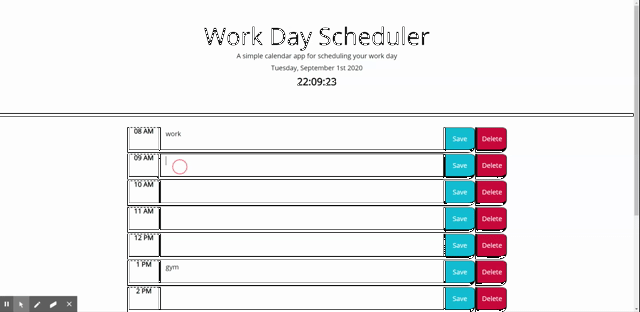 Work Day Scheduler
A simple calendar app for scheduling your work day
Tuesday, September 1st 2020
22:09:23
08 AM work Save Delete
09 AM Save Delete
10 AM Save Delete
11 AM Save Delete
12 PM Save Delete
1 PM gym Save Delete
2 PM Save Delete